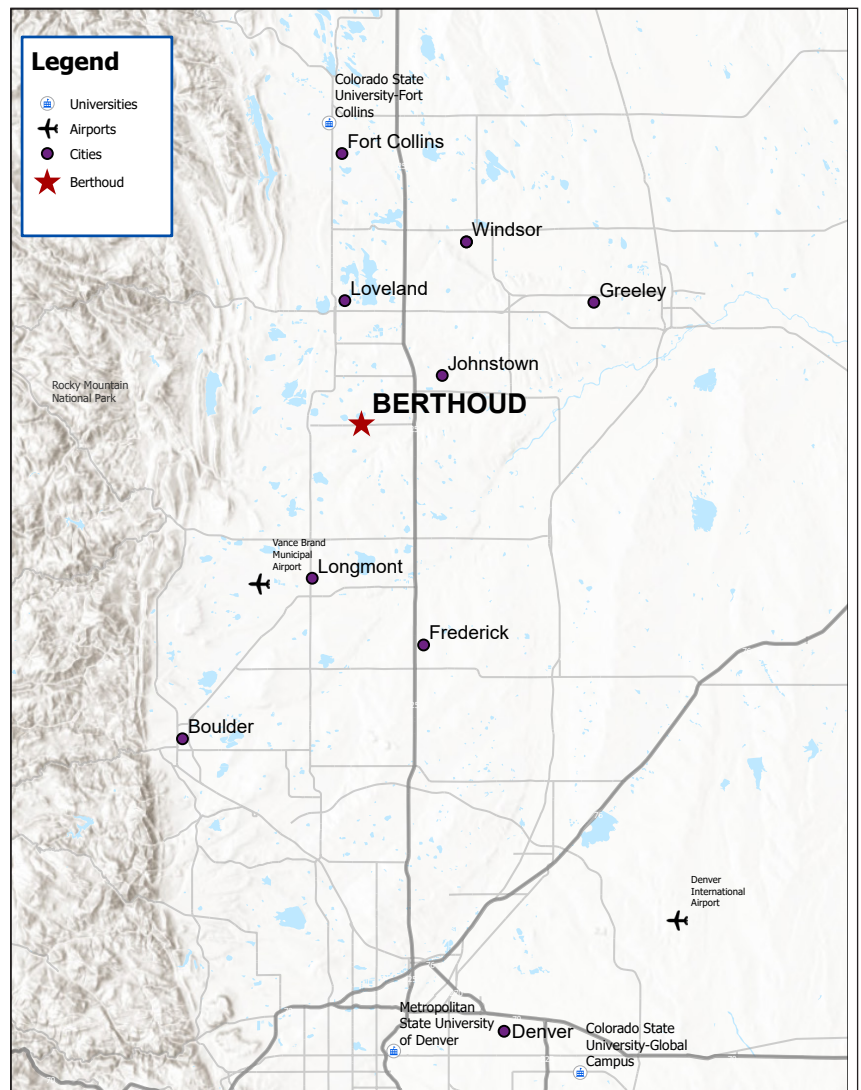 Legend
Universities
Airports
Cities
Berthoud
Colorado State
University-Fort
Collins
Fort Collins
Windsor
Loveland
Greeley
Johnstown
Rocky Mountain
National Park
BERTHOUD
Vance Brand
Municipal
Airport
Longmont
Frederick
Boulder
Denver
International
Airport
Metropolitan
State University
of Denver
Denver
Colorado State
University-Global
Campus